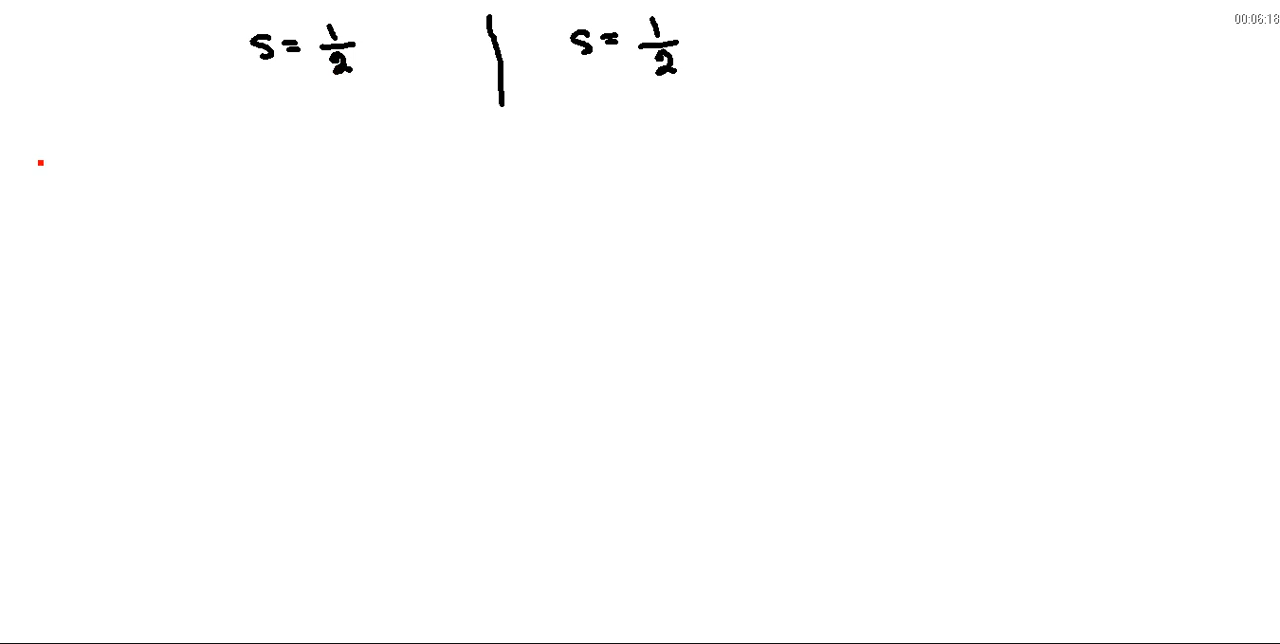 00:06:18
s = 1/2 | s = 1/2